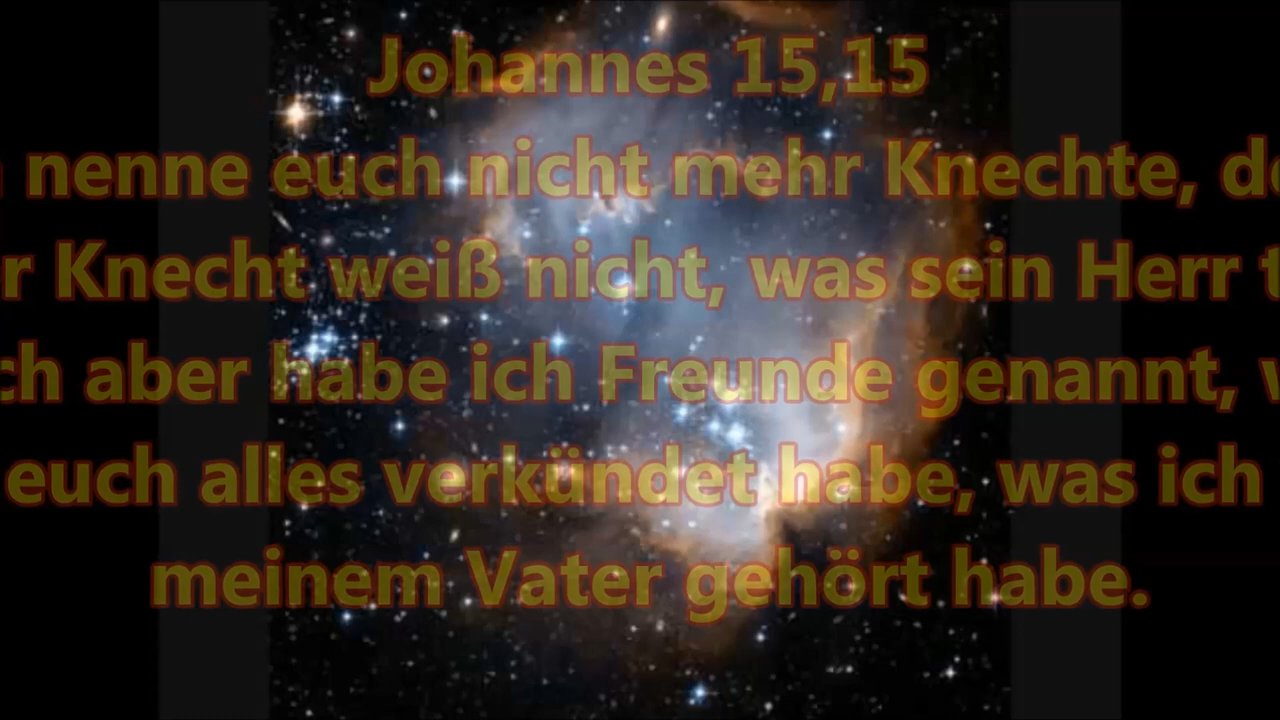 Johannes 15,15
nenne euch nicht mehr Knechte,
Knecht weiß nicht, was sein Herr
aber habe ich Freunde genannt,
euch alles verkündet habe, was ich
meinem Vater gehört habe.